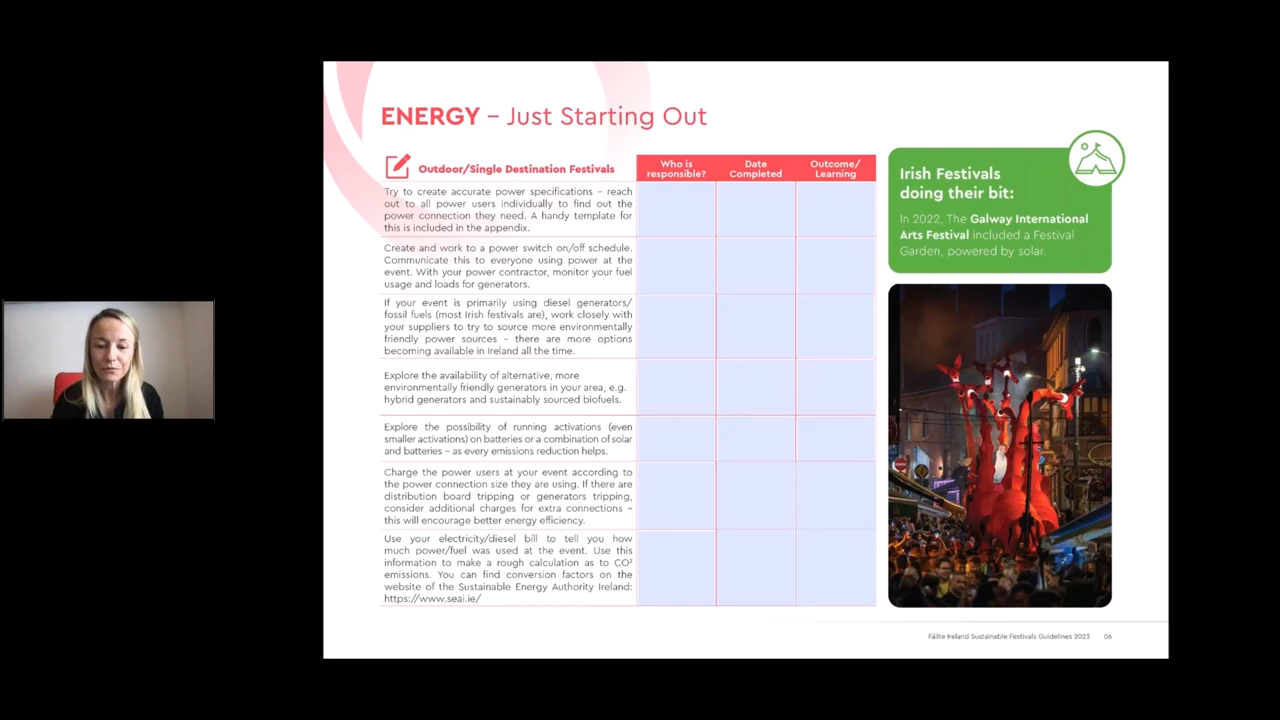 ENERGY – Just Starting Out
Outdoor/Single Destination Festivals
Who is
responsible?
Date
Completed
Outcome/
Learning
Try to create accurate power specifications – reach
out to all power users individually to find out the
power connection they need. A handy template for
this is included in the appendix.
Create and work to a power switch on/off schedule.
Communicate this to everyone using power at the
event. With your power contractor, monitor your fuel
usage and loads for generators.
If your event is primarily using diesel generators/
fossil fuels (most Irish festivals are), work closely with
your suppliers to try to source more environmentally
friendly power sources – there are more options
becoming available in Ireland all the time.
Explore the availability of alternative, more
environmentally friendly generators in your area, e.g.
hybrid generators and sustainably sourced biofuels.
Explore the possibility of running activations (even
smaller activations) on batteries or a combination of solar
and batteries – as every emissions reduction helps.
Charge the power users at your event according to
the power connection size they are using. If there are
distribution board tripping or generators tripping,
consider additional charges for extra connections –
this will encourage better energy efficiency.
Use your electricity/diesel bill to tell you how
much power/fuel was used at the event. Use this
information to make a rough calculation as to CO²
emissions. You can find conversion factors on the
website of the Sustainable Energy Authority Ireland:
https://www.seai.ie/
Irish Festivals
doing their bit:
In 2022, The Galway International
Arts Festival included a Festival
Garden, powered by solar.
Fáilte Ireland Sustainable Festivals Guidelines 2023 06